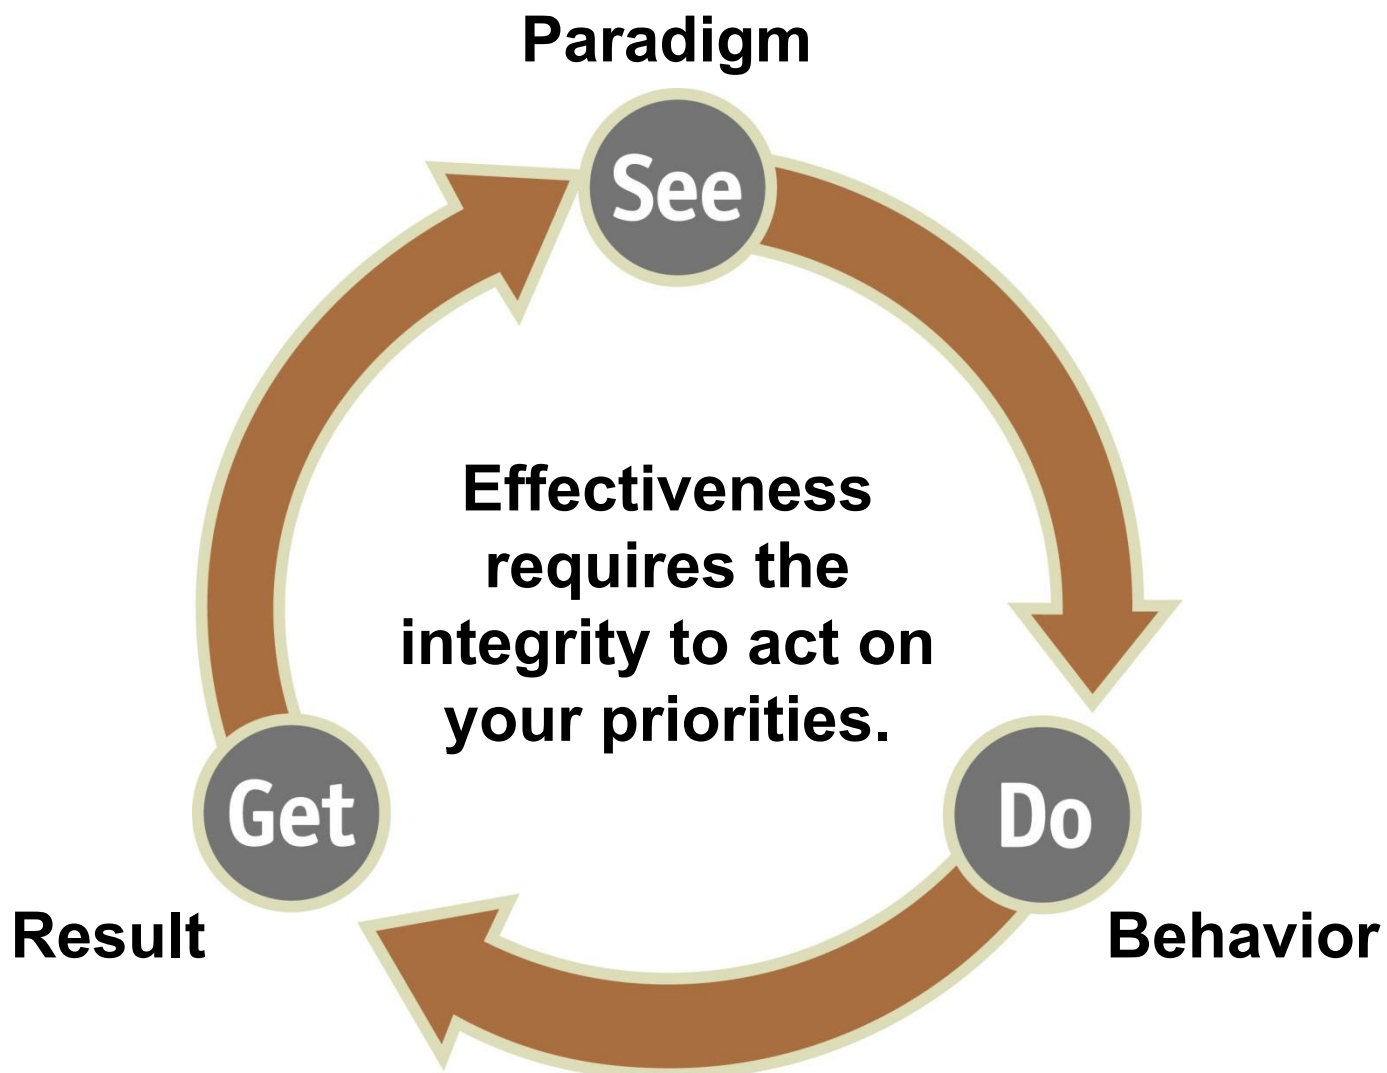 Paradigm
See
Effectiveness
requires the
integrity to act on
your priorities.
Get
Do
Result
Behavior